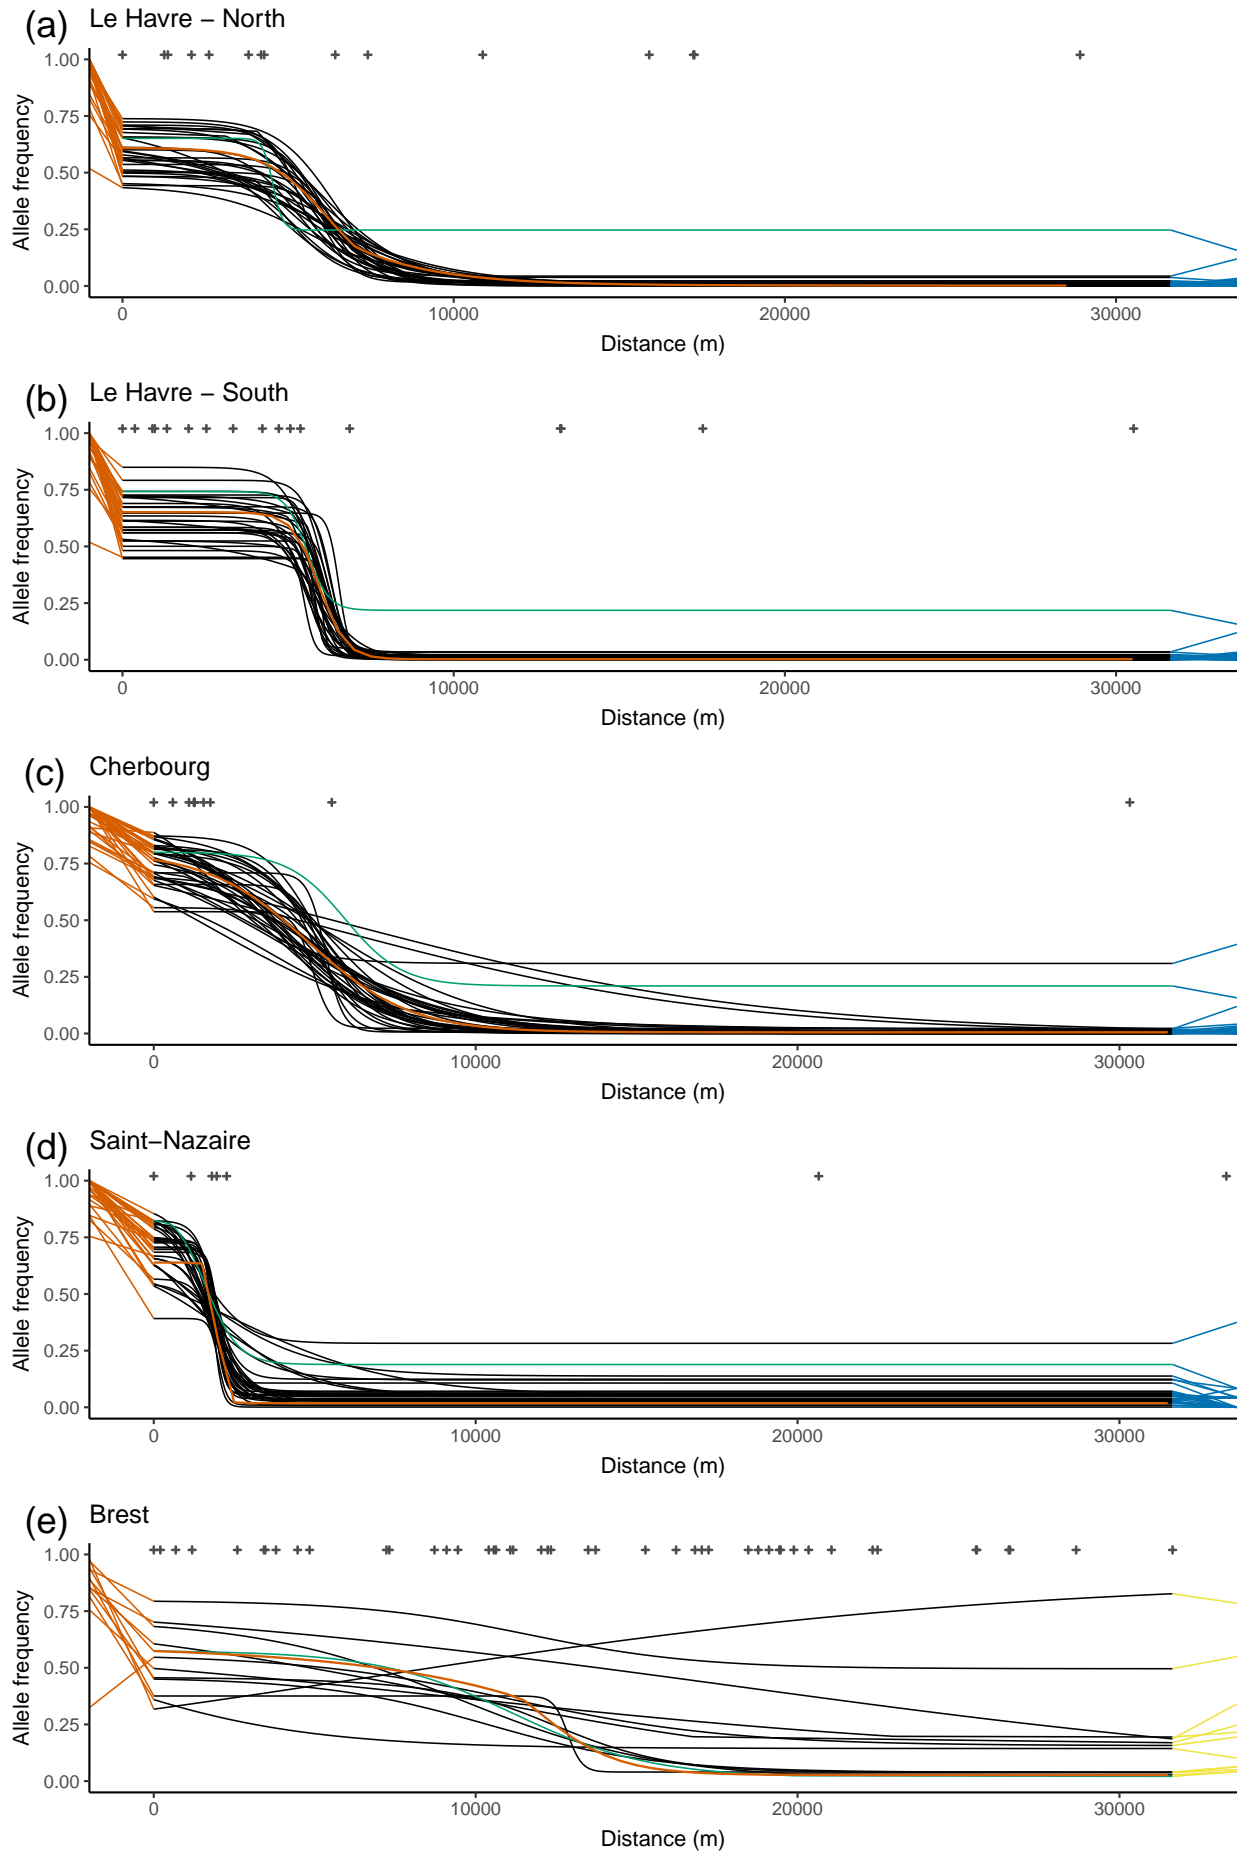 (a) Le Havre − North
1.00
0.75
0.50
0.25
0.00
Allele frequency
0 10000 20000 30000
Distance (m)
(b) Le Havre − South
1.00
0.75
0.50
0.25
0.00
Allele frequency
0 10000 20000 30000
Distance (m)
(c) Cherbourg
1.00
0.75
0.50
0.25
0.00
Allele frequency
0 10000 20000 30000
Distance (m)
(d) Saint−Nazaire
1.00
0.75
0.50
0.25
0.00
Allele frequency
0 10000 20000 30000
Distance (m)
(e) Brest
1.00
0.75
0.50
0.25
0.00
Allele frequency
0 10000 20000 30000
Distance (m)